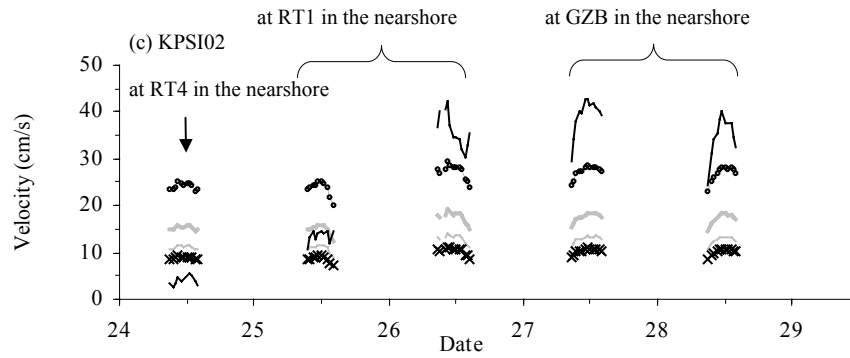 at RT1 in the nearshore
at GZB in the nearshore
(c) KPSI02
50
at RT4 in the nearshore
40
30
20
10
0
Velocity (cm/s)
24
25
26
27
28
29
Date